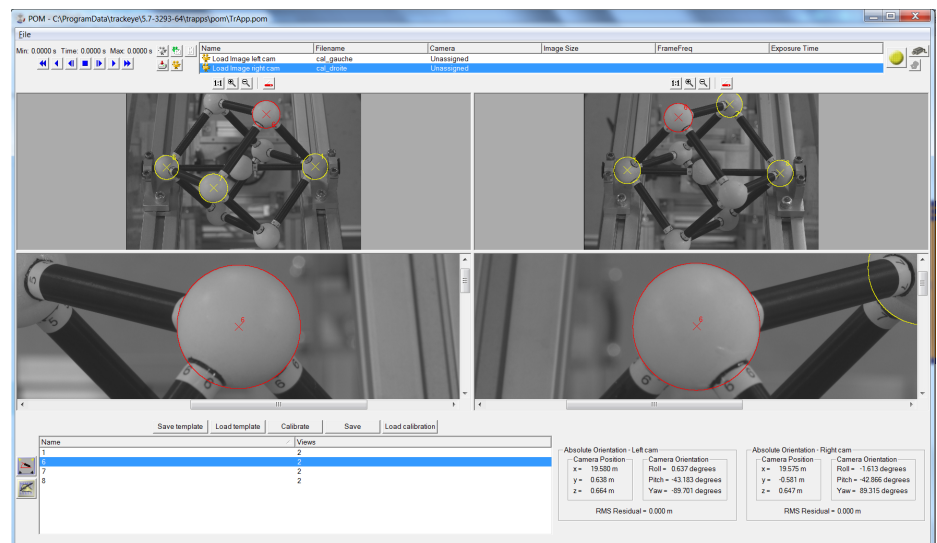 POM - C:\ProgramData\trackeye\5.7-3293-64\trapps\pom\TrApp.pom
File
Min: 0.0000 s Time: 0.0000 s Max: 0.0000 s
Name Filename Camera Image Size FrameFreq Exposure Time
Load Image left cam cal_gauche Unassigned
Load Image right cam cal_droite Unassigned
1:1
1:1
6
6
6
6
6
Save template Load template Calibrate Save Load calibration
Name Views
1 2
6 2
7 2
8 2
Absolute Orientation - Left cam
Camera Position Camera Orientation
x = 19.580 m Roll = 0.637 degrees
y = 0.638 m Pitch = -43.183 degrees
z = 0.664 m Yaw = -89.701 degrees
RMS Residual = 0.000 m
Absolute Orientation - Right cam
Camera Position Camera Orientation
x = 19.575 m Roll = -1.613 degrees
y = -0.581 m Pitch = -42.866 degrees
z = 0.647 m Yaw = 89.315 degrees
RMS Residual = 0.000 m